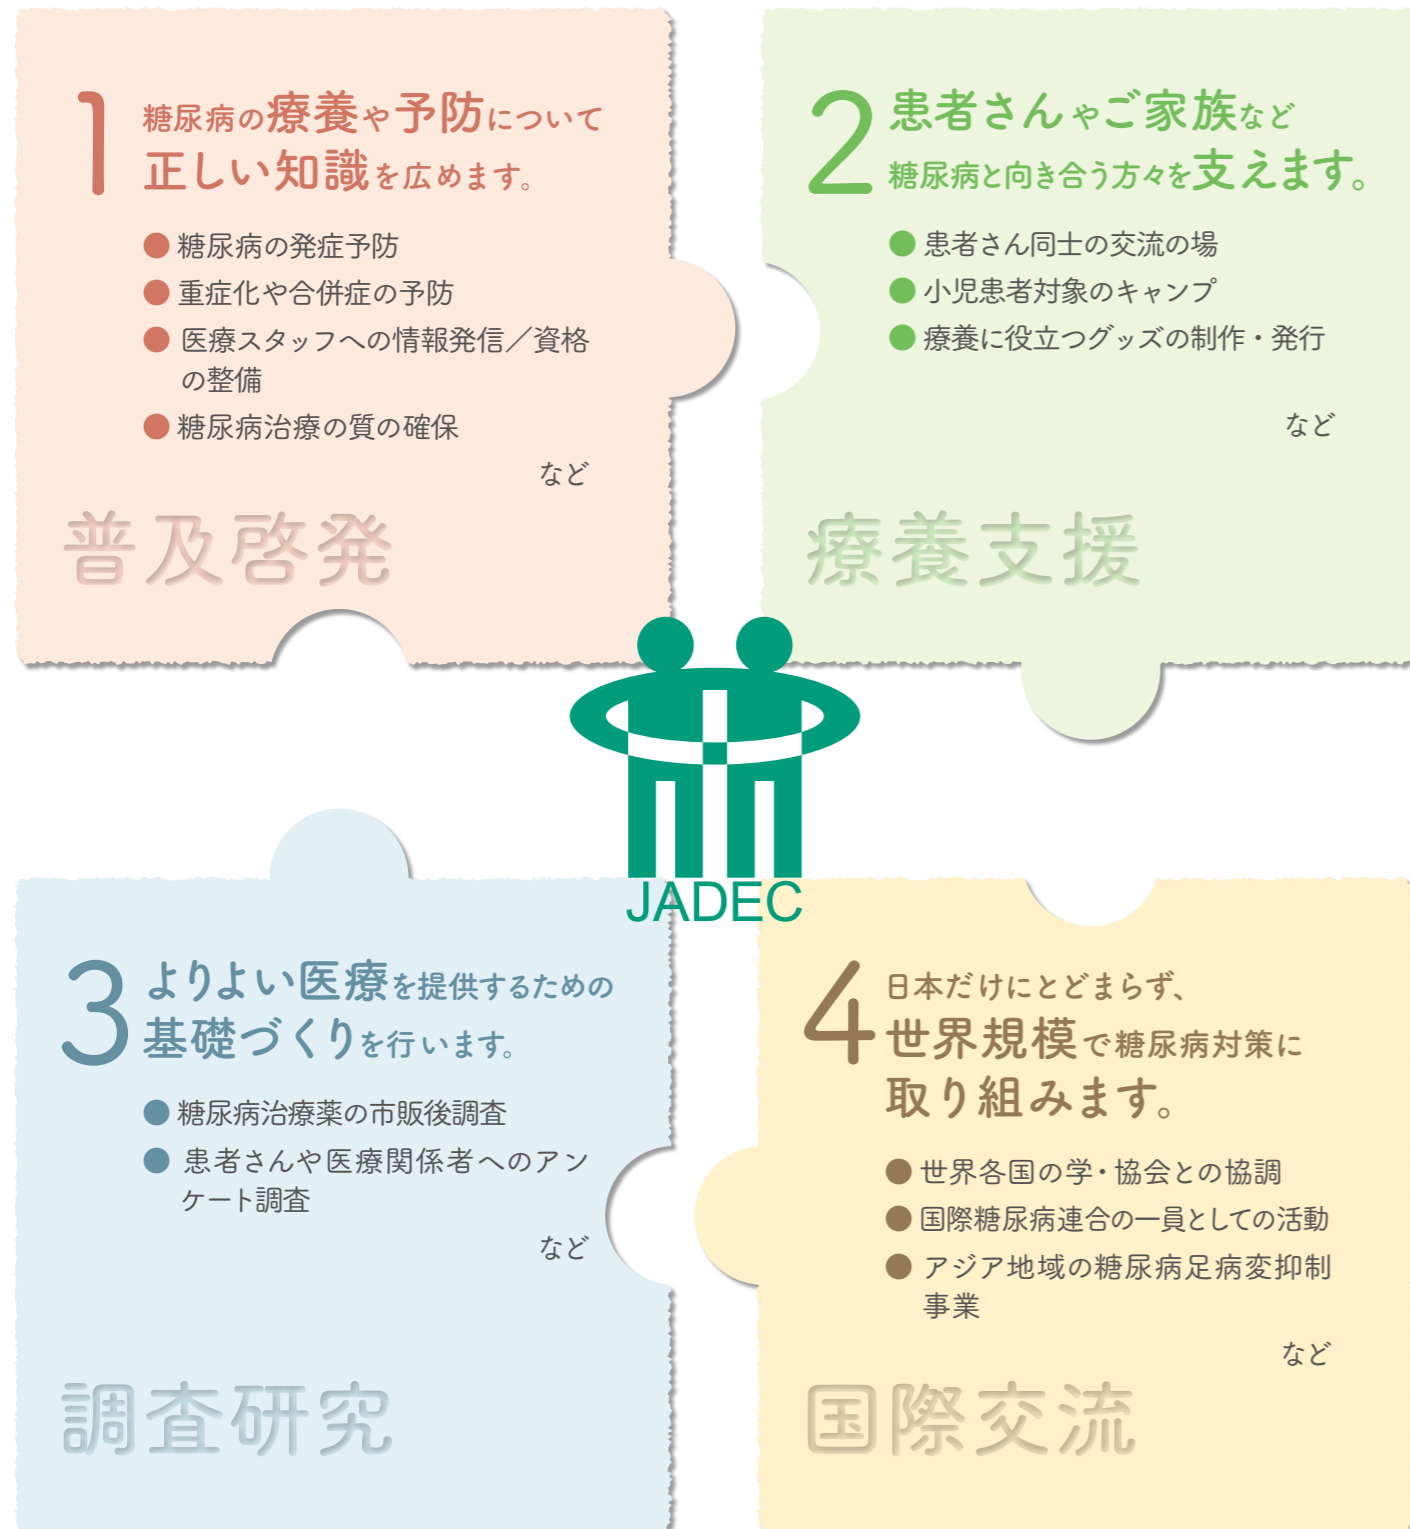 1
糖尿病の療養や予防について
正しい知識を広めます。
● 糖尿病の発症予防
● 重症化や合併症の予防
● 医療スタッフへの情報発信／資格
の整備
● 糖尿病治療の質の確保
など
普及啓発
2
患者さんやご家族など
糖尿病と向き合う方々を支えます。
● 患者さん同士の交流の場
● 小児患者対象のキャンプ
● 療養に役立つグッズの制作・発行
など
療養支援
JADEC
3
よりよい医療を提供するための
基礎づくりを行います。
● 糖尿病治療薬の市販後調査
● 患者さんや医療関係者へのアン
ケート調査
など
調査研究
4
日本だけにとどまらず、
世界規模で糖尿病対策に
取り組みます。
● 世界各国の学・協会との協調
● 国際糖尿病連合の一員としての活動
● アジア地域の糖尿病足病変抑制
事業
など
国際交流